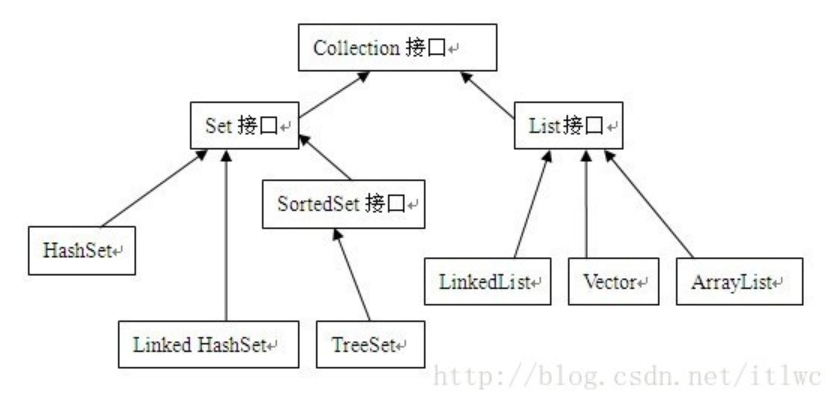 Collection 接口↵
Set 接口↵
List接口↵
SortedSet 接口↵
HashSet↵
LinkedList↵
Vector↵
ArrayList↵
Linked HashSet↵
TreeSet↵
http://blog.csdn.net/itlwc